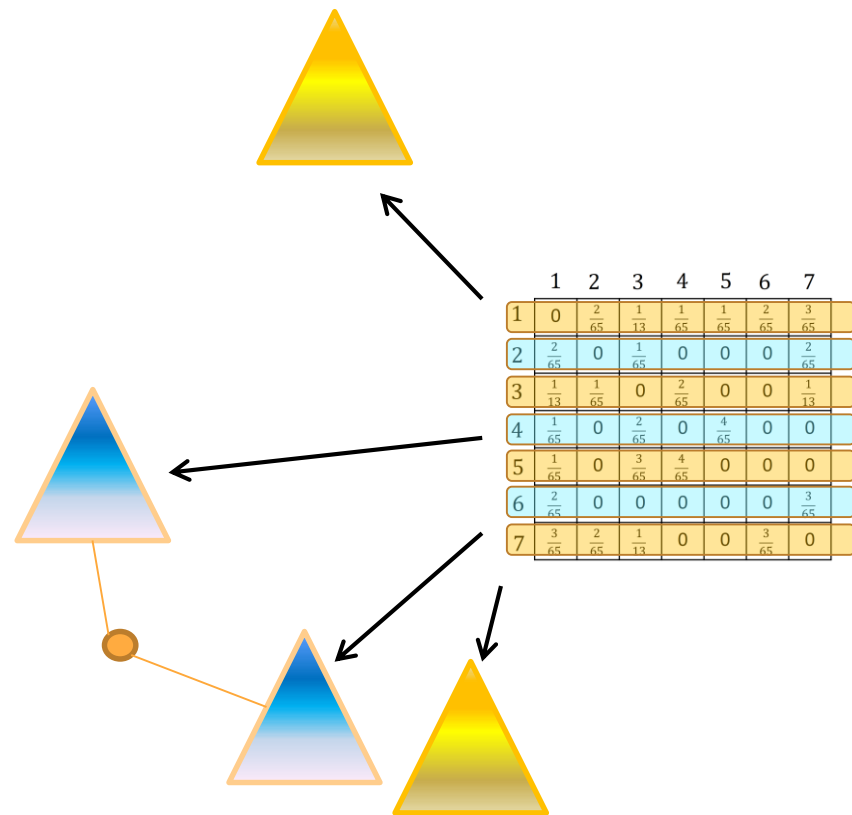 1 2 3 4 5 6 7
1 0 2/65 1/13 1/65 1/65 2/65 3/65
2 2/65 0 1/65 0 0 0 2/65
3 1/13 1/65 0 2/65 0 0 1/13
4 1/65 0 2/65 0 4/65 0 0
5 1/65 0 3/65 4/65 0 0 0
6 2/65 0 0 0 0 0 3/65
7 3/65 2/65 1/13 0 0 3/65 0